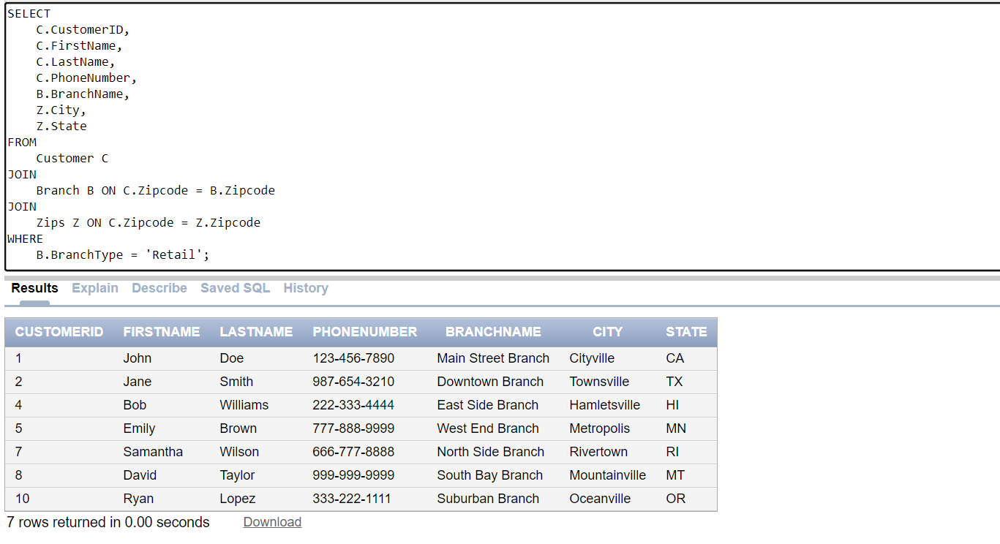 SELECT
    C.CustomerID,
    C.FirstName,
    C.LastName,
    C.PhoneNumber,
    B.BranchName,
    Z.City,
    Z.State
FROM
    Customer C
JOIN
    Branch B ON C.Zipcode = B.Zipcode
JOIN
    Zips Z ON C.Zipcode = Z.Zipcode
WHERE
    B.BranchType = 'Retail';
Results Explain Describe Saved SQL History
CUSTOMERID FIRSTNAME LASTNAME PHONENUMBER BRANCHNAME CITY STATE
1 John Doe 123-456-7890 Main Street Branch Cityville CA
2 Jane Smith 987-654-3210 Downtown Branch Townsville TX
4 Bob Williams 222-333-4444 East Side Branch Hamletsville HI
5 Emily Brown 777-888-9999 West End Branch Metropolis MN
7 Samantha Wilson 666-777-8888 North Side Branch Rivertown RI
8 David Taylor 999-999-9999 South Bay Branch Mountainville MT
10 Ryan Lopez 333-222-1111 Suburban Branch Oceanville OR
7 rows returned in 0.00 seconds Download